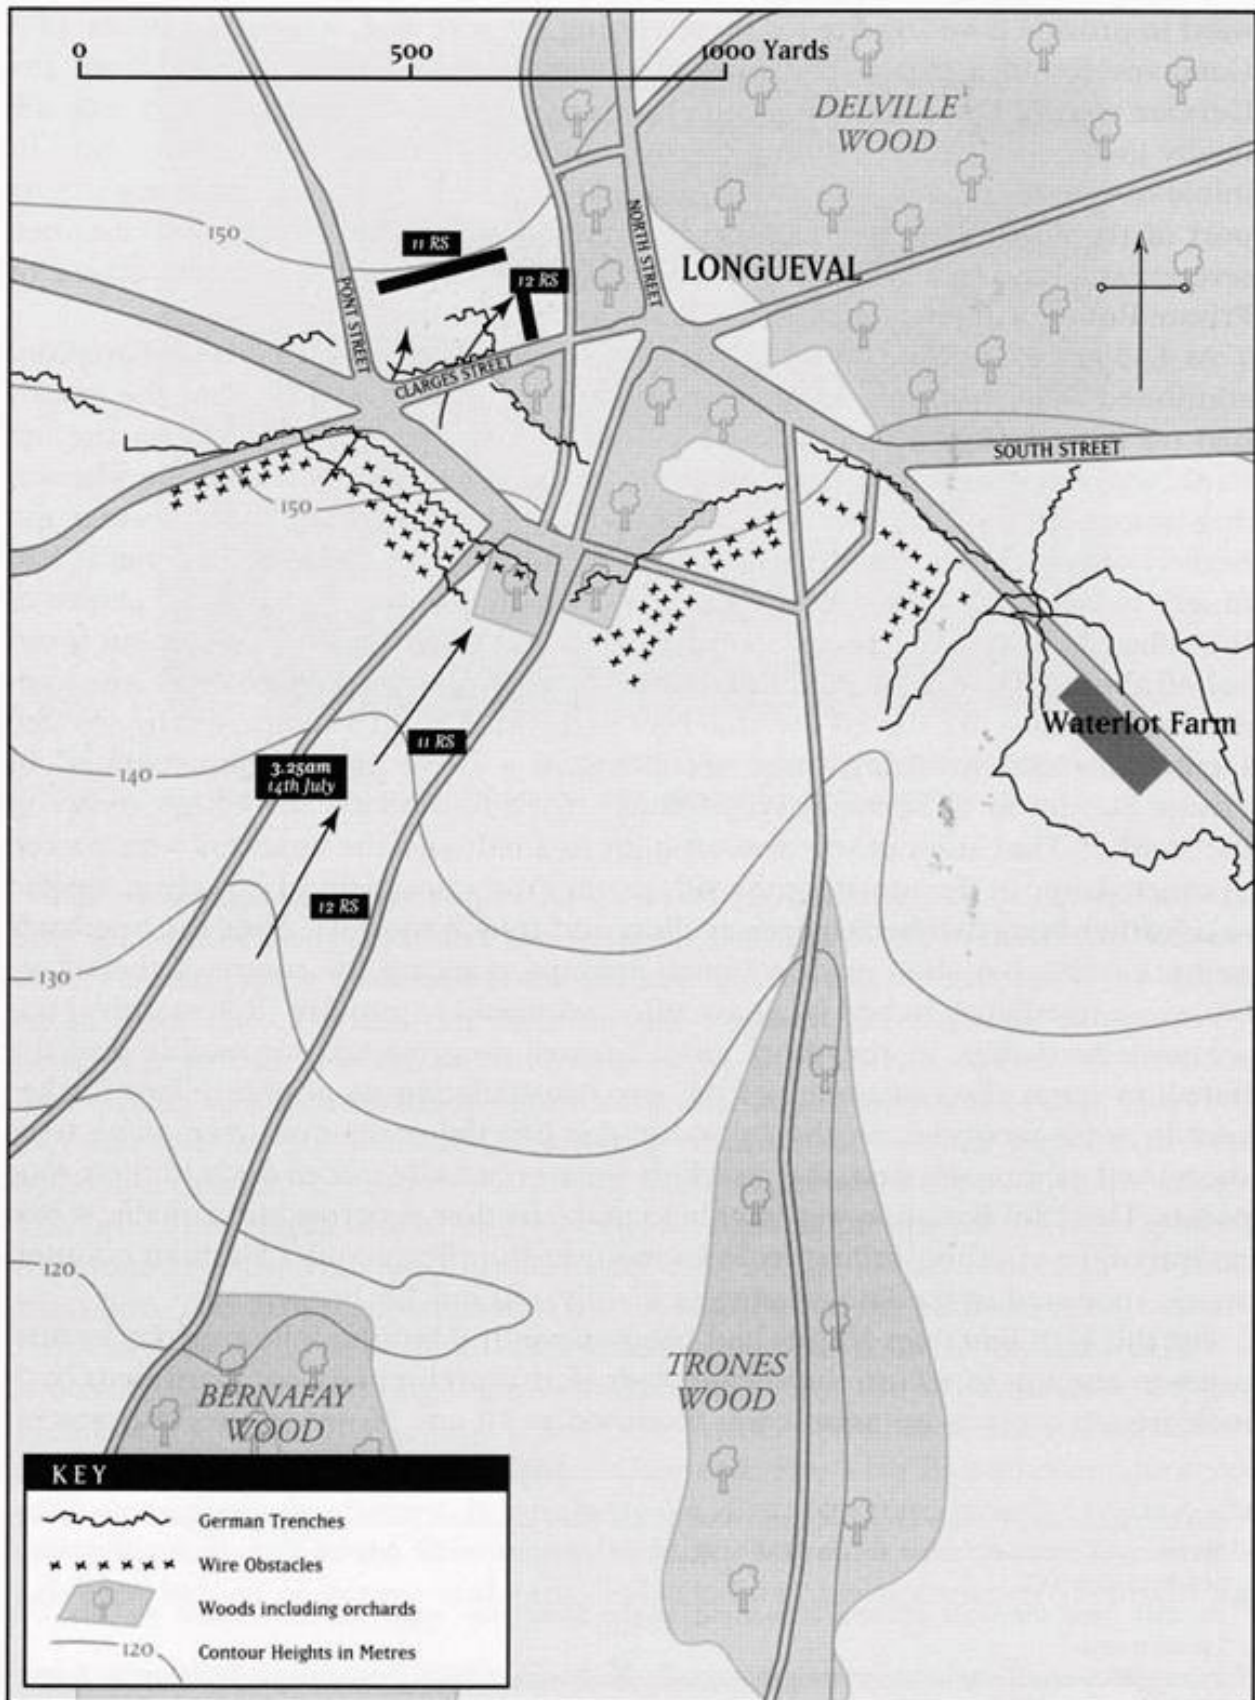 0 500 1000 Yards
DELVILLE
WOOD
150
11 RS
NORTH STREET
LONGUEVAL
12 RS
PONT STREET
CLARGES STREET
SOUTH STREET
150
Waterlot Farm
11 RS
140
3.25am
14th July
12 RS
130
120
TRONES
WOOD
BERNAFAY
WOOD
KEY
German Trenches
Wire Obstacles
Woods including orchards
120
Contour Heights in Metres